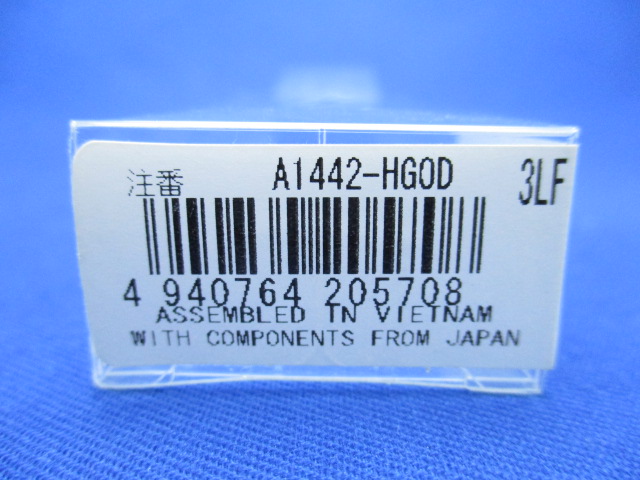 注番 A1442-HGOD 3LF
4 940764 205708
ASSEMBLED IN VIETNAM
WITH COMPONENTS FROM JAPAN